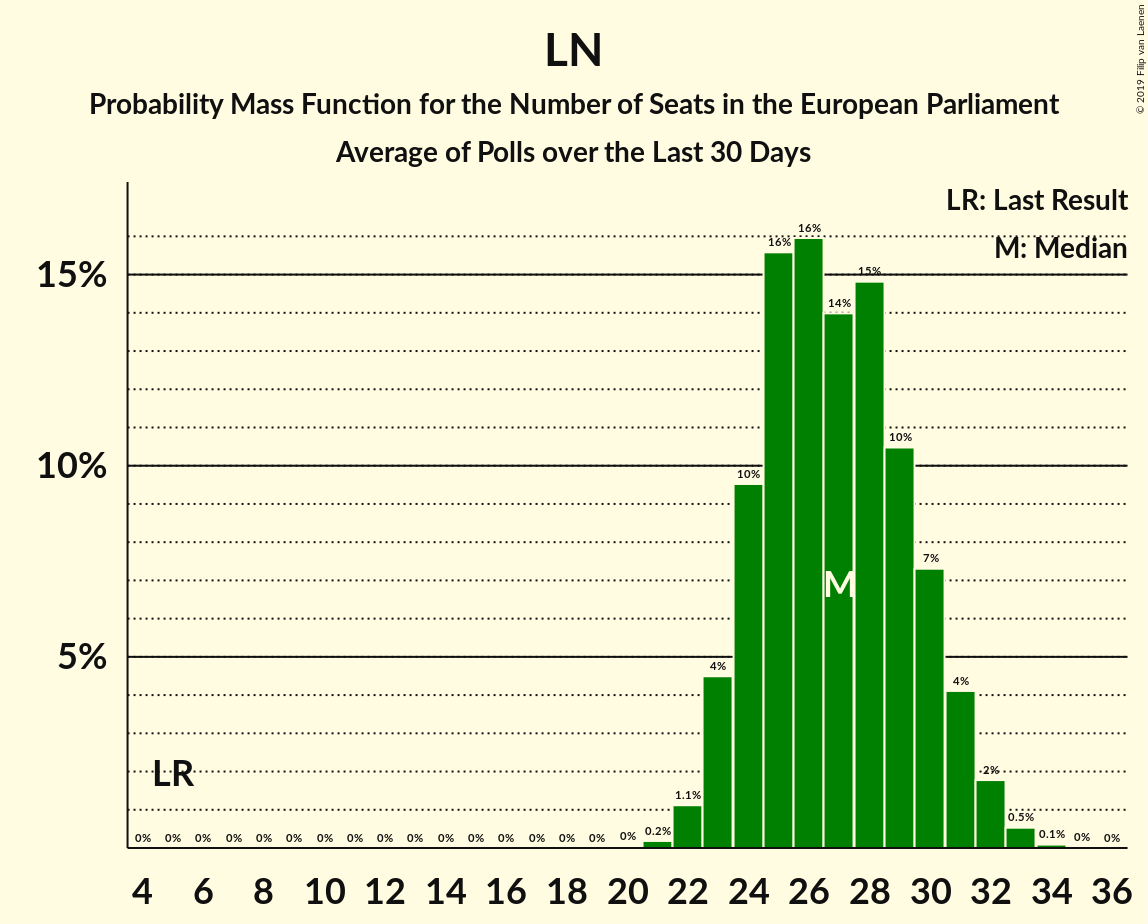 LN
Probability Mass Function for the Number of Seats in the European Parliament
Average of Polls over the Last 30 Days
© 2019 Filip van Laenen
LR: Last Result
M: Median
15%
10%
5%
16%
16%
15%
14%
10%
10%
7%
4%
4%
2%
1.1%
0.5%
0.2%
0.1%
0% 0% 0% 0% 0% 0% 0% 0% 0% 0% 0% 0% 0% 0% 0% 0% 0% 0% 0%
M
LR
4 6 8 10 12 14 16 18 20 22 24 26 28 30 32 34 36